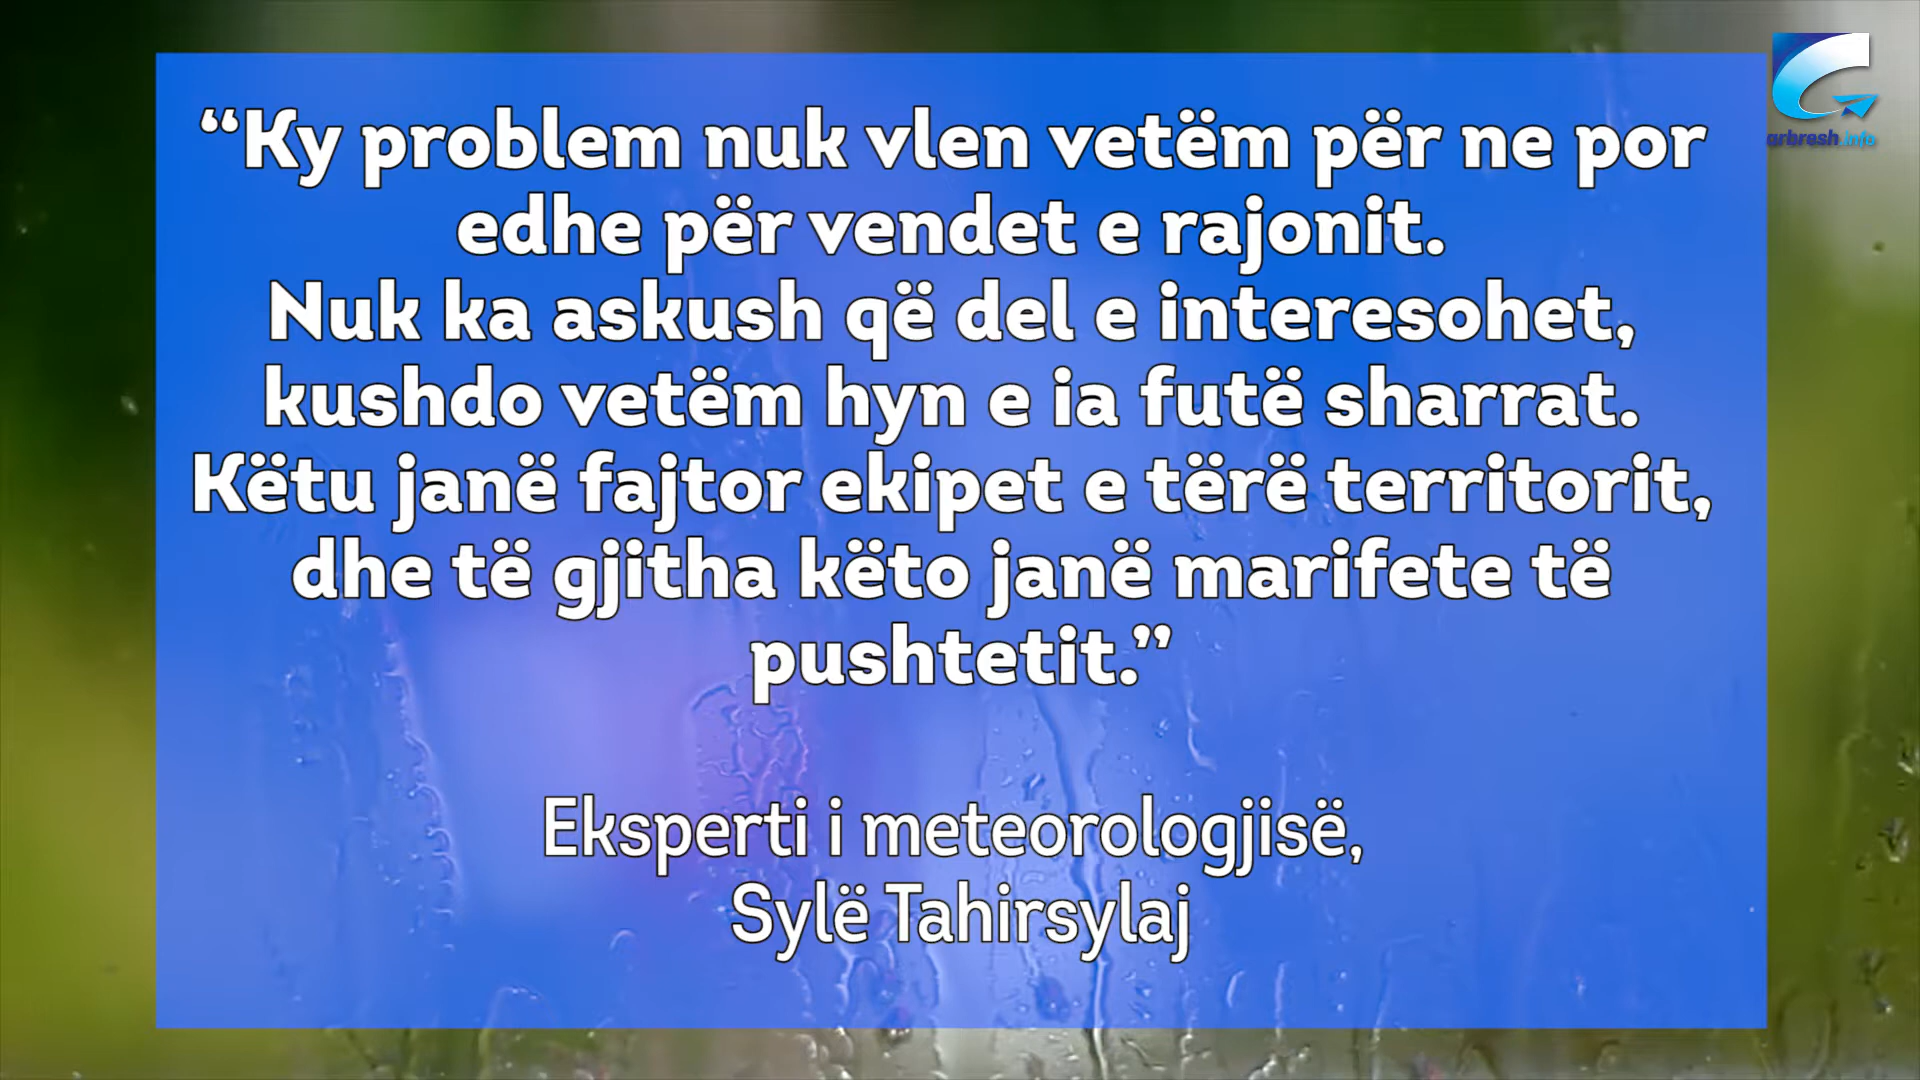 “Ky problem nuk vlen vetëm për ne por
edhe për vendet e rajonit.
Nuk ka askush që del e interesohet,
kushdo vetëm hyn e ia futë sharrat.
Këtu janë fajtor ekipet e tërë territorit,
dhe të gjitha këto janë marifete të
pushtetit.”
Eksperti i meteorologjisë,
Sylë Tahirsylaj
arbresh.info